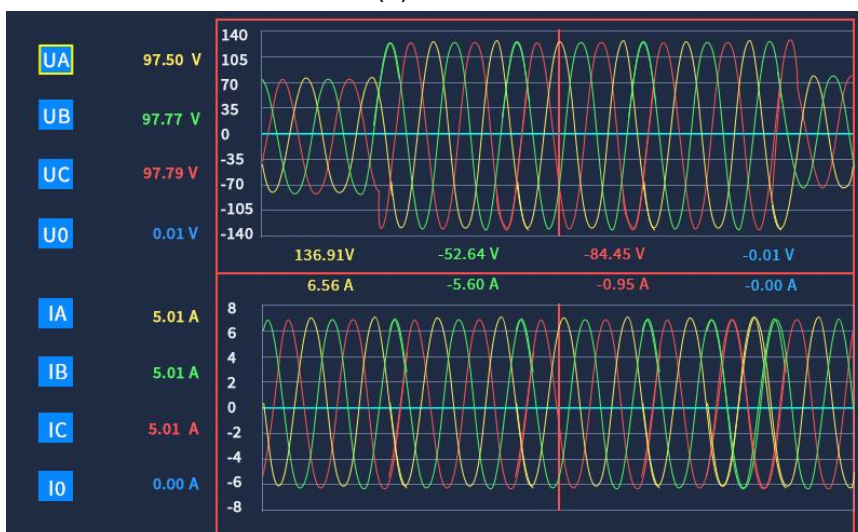 UA 97.50 V
UB 97.77 V
UC 97.79 V
U0 0.01 V
140
105
70
35
0
-35
-70
-105
-140
136.91V -52.64 V -84.45 V -0.01 V
6.56 A -5.60 A -0.95 A -0.00 A
IA 5.01 A
IB 5.01 A
IC 5.01 A
I0 0.00 A
8
6
4
2
0
-2
-4
-6
-8